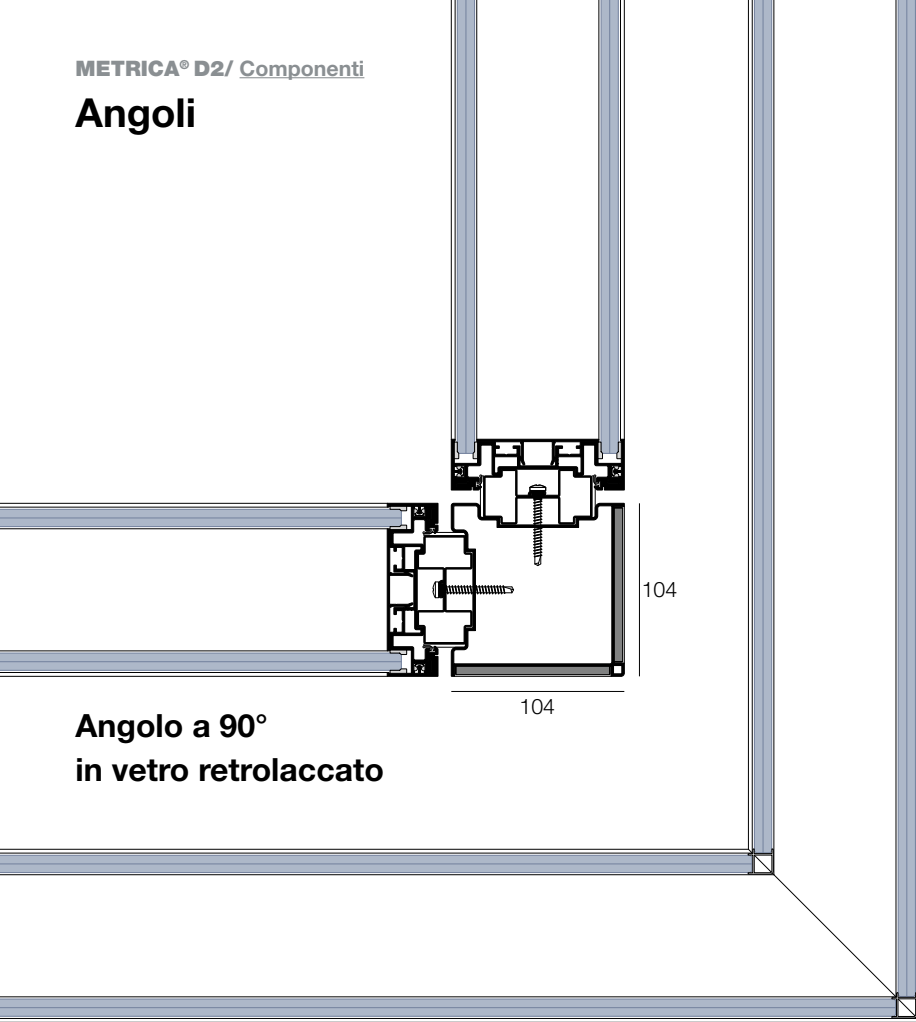 METRICA® D2/ Componenti
Angoli
104
104
Angolo a 90°
in vetro retrolaccato